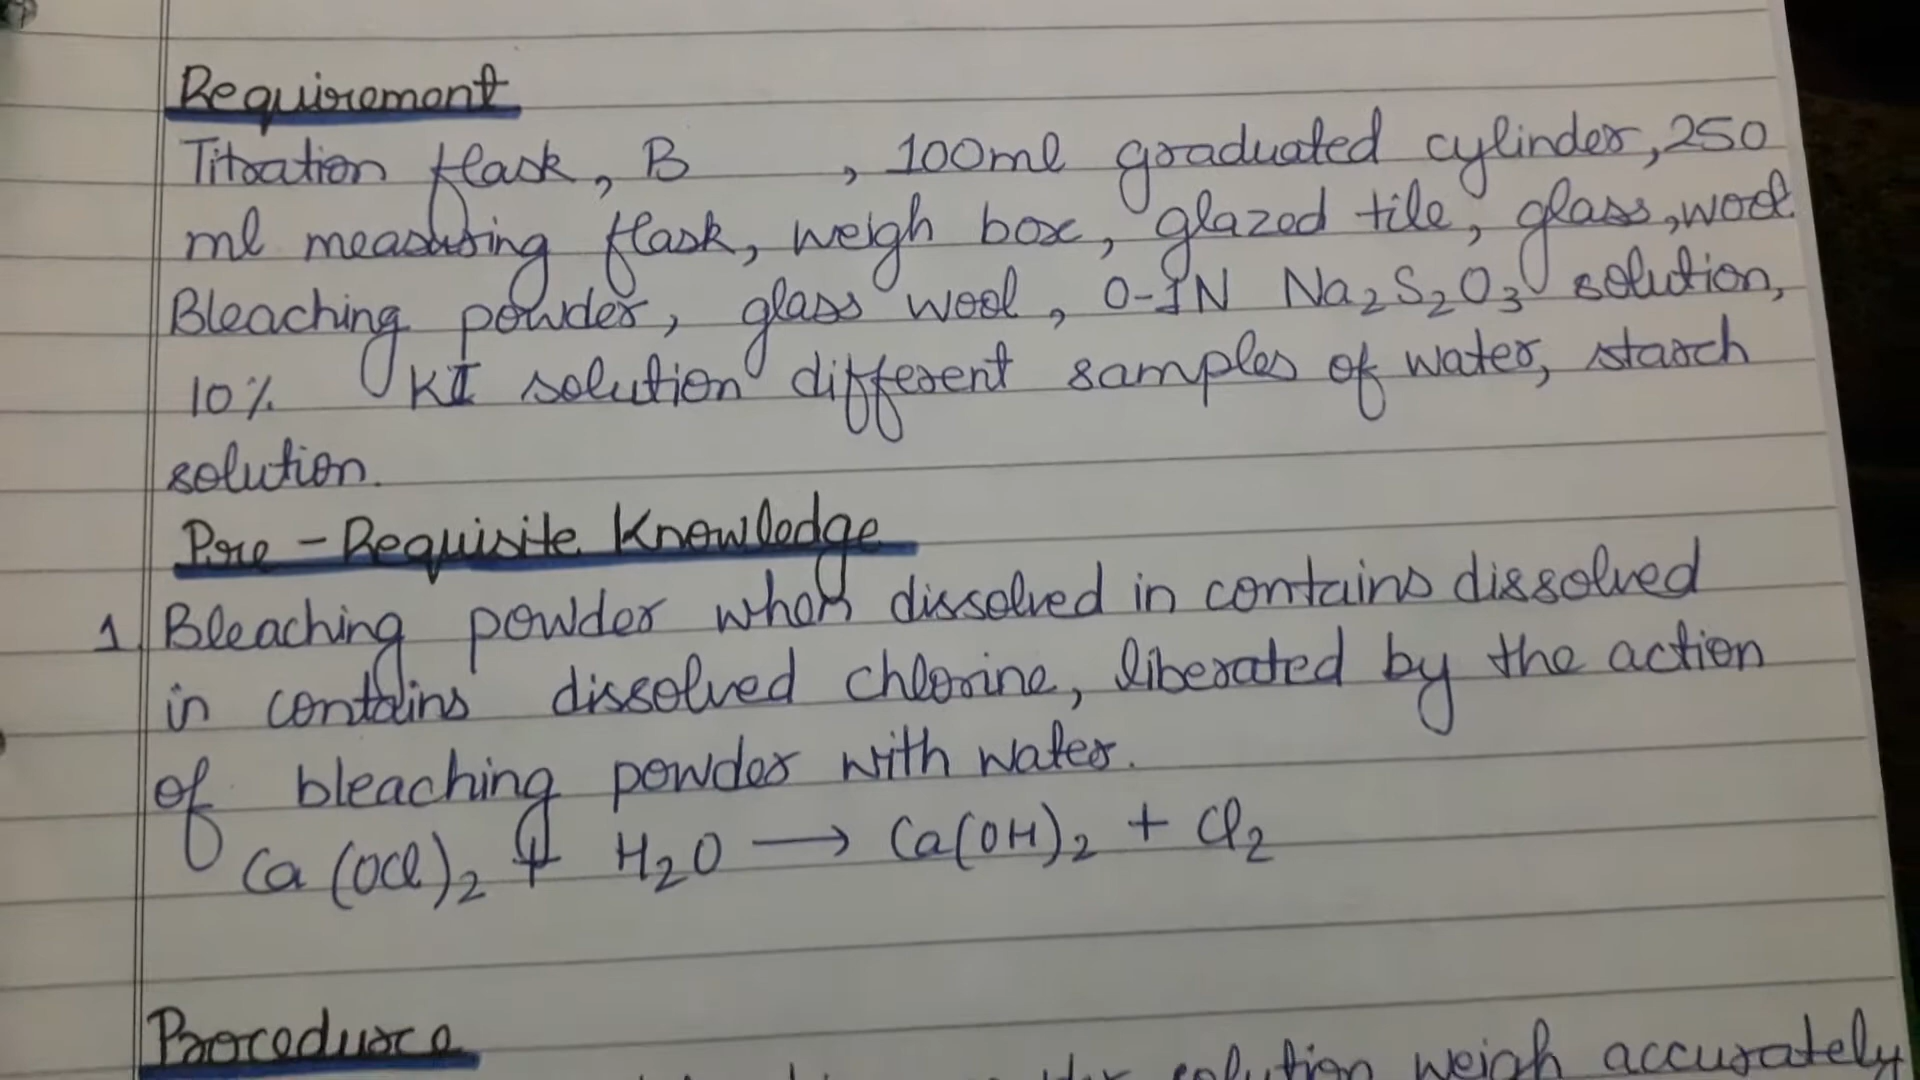 Requirement
Titration flask, B , 100ml graduated cylinder, 250
ml measuring flask, weigh box, glazed tile, glass, wool
Bleaching powder, glass wool, 0-1N Na2S2O3 solution,
10% KI solution different samples of water, starch
solution.
Pre-Requisite Knowledge
1. Bleaching powder when dissolved in contains dissolved
in contains dissolved chlorine, liberated by the action
of bleaching powder with water.
Ca(OCl)2 + H2O → Ca(OH)2 + Cl2
Procedure
solution weigh accurately